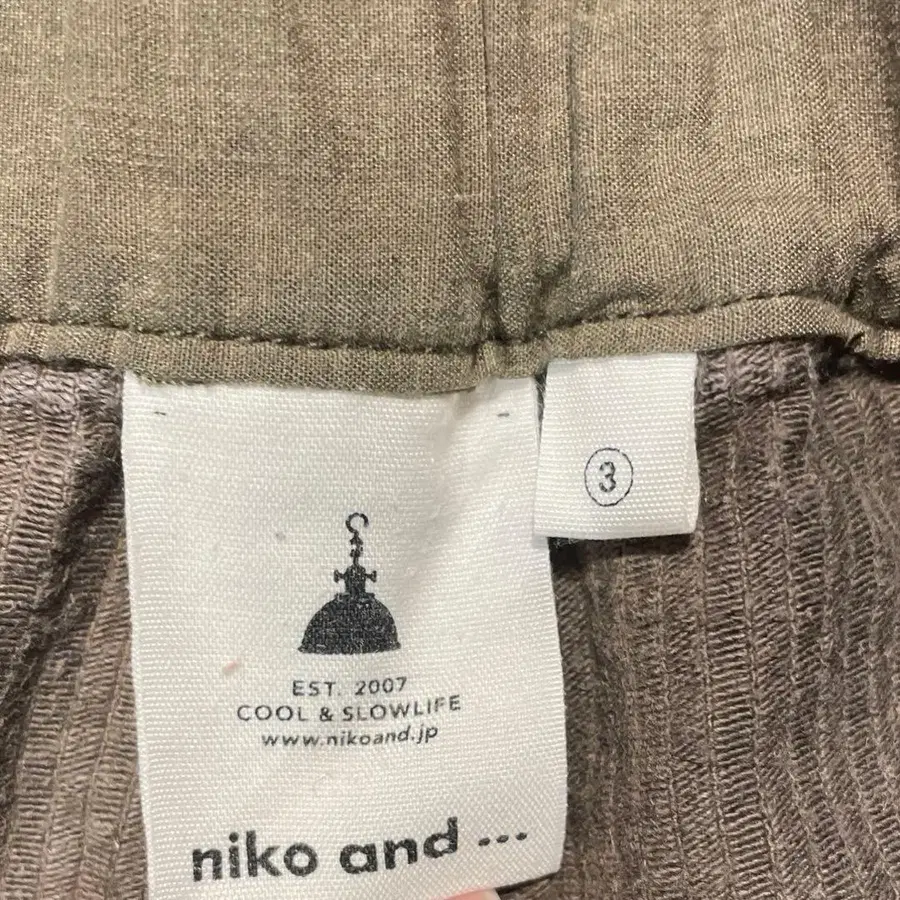 3
EST. 2007
COOL & SLOWLIFE
www.nikoand.jp
niko and ...